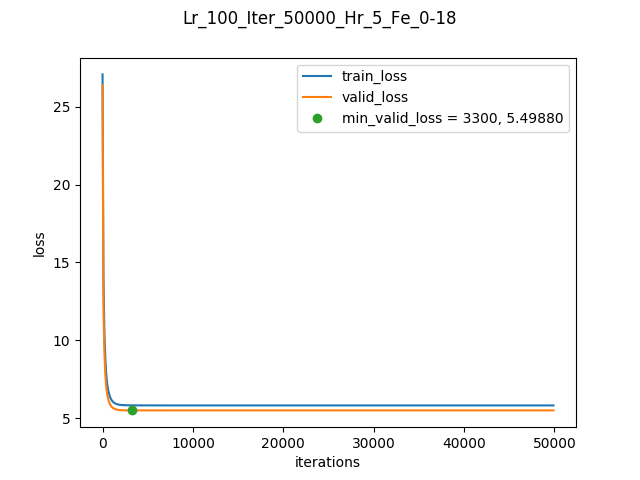 Lr_100_Iter_50000_Hr_5_Fe_0-18
train_loss
valid_loss
min_valid_loss = 3300, 5.49880
25
20
15
10
5
loss
0 10000 20000 30000 40000 50000
iterations